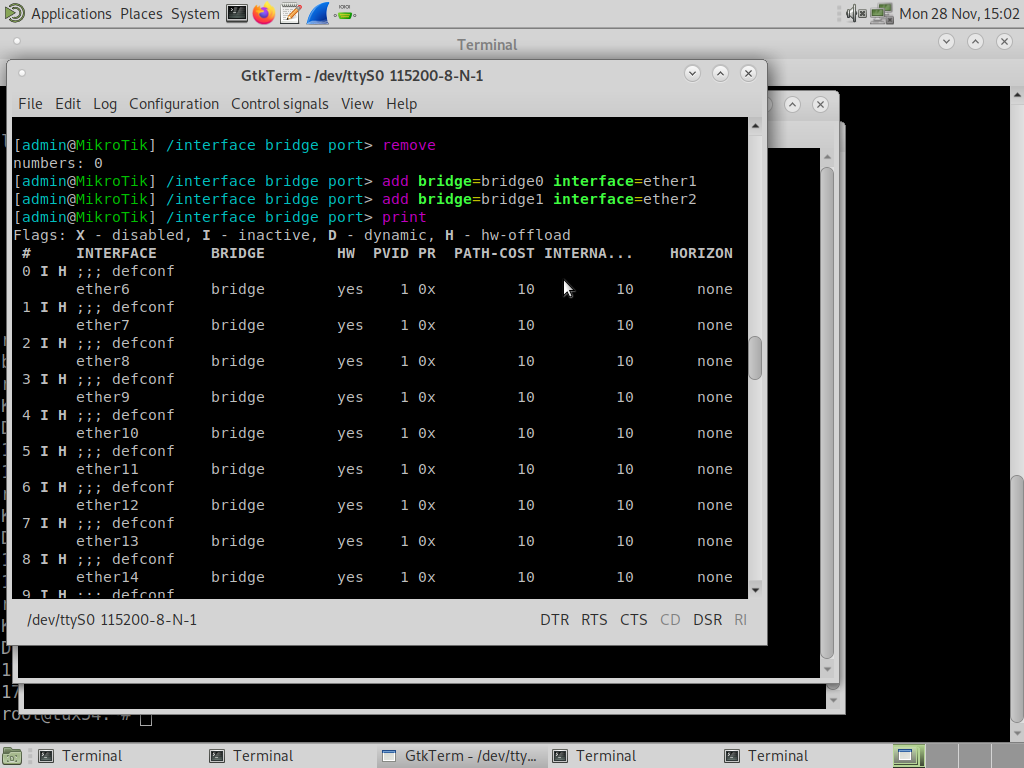 Applications Places System Mon 28 Nov, 15:02
Terminal
GtkTerm - /dev/ttyS0 115200-8-N-1
File Edit Log Configuration Control signals View Help
[admin@MikroTik] /interface bridge port> remove
numbers: 0
[admin@MikroTik] /interface bridge port> add bridge=bridge0 interface=ether1
[admin@MikroTik] /interface bridge port> add bridge=bridge1 interface=ether2
[admin@MikroTik] /interface bridge port> print
Flags: X - disabled, I - inactive, D - dynamic, H - hw-offload
# INTERFACE BRIDGE HW PVID PR PATH-COST INTERNA... HORIZON
0 I H ;;; defconf
ether6 bridge yes 1 0x 10 10 none
1 I H ;;; defconf
ether7 bridge yes 1 0x 10 10 none
2 I H ;;; defconf
ether8 bridge yes 1 0x 10 10 none
3 I H ;;; defconf
ether9 bridge yes 1 0x 10 10 none
4 I H ;;; defconf
ether10 bridge yes 1 0x 10 10 none
5 I H ;;; defconf
ether11 bridge yes 1 0x 10 10 none
6 I H ;;; defconf
ether12 bridge yes 1 0x 10 10 none
7 I H ;;; defconf
ether13 bridge yes 1 0x 10 10 none
8 I H ;;; defconf
ether14 bridge yes 1 0x 10 10 none
9 I H ;;; defconf
/dev/ttyS0 115200-8-N-1 DTR RTS CTS CD DSR RI
17
Terminal Terminal GtkTerm - /dev/tty... Terminal Terminal